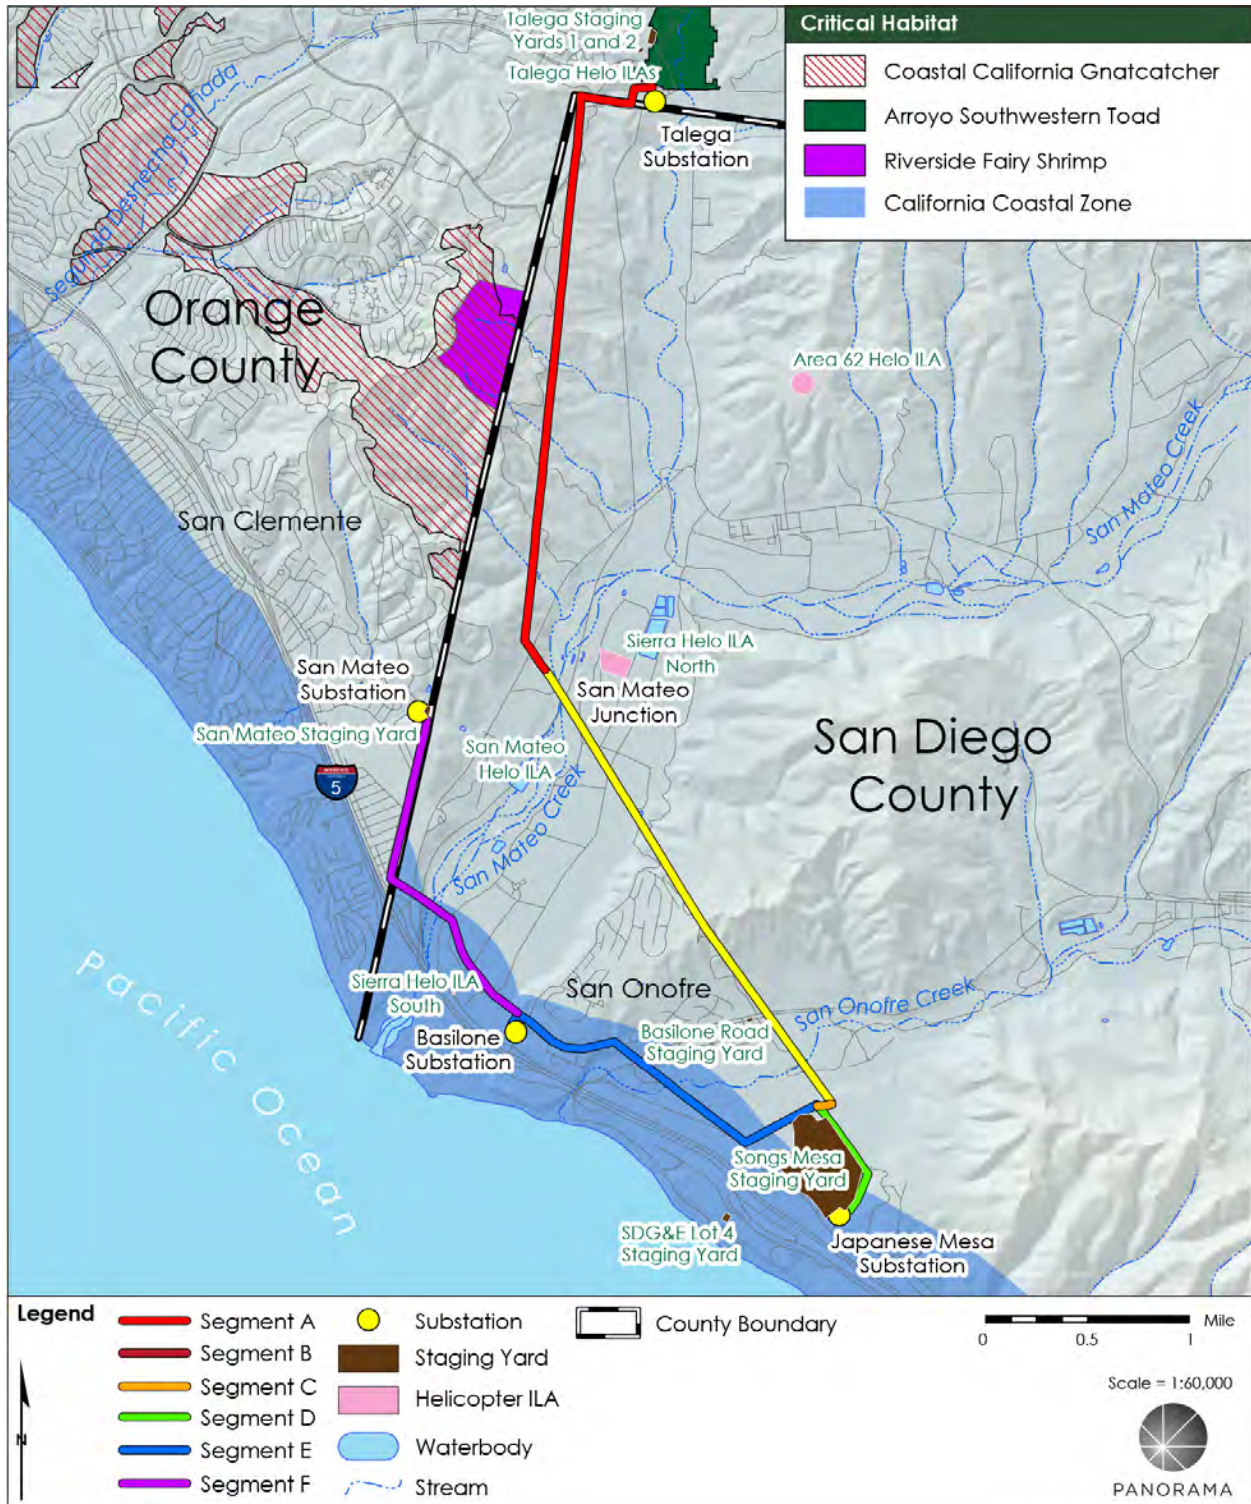 Critical Habitat
Coastal California Gnatcatcher
Arroyo Southwestern Toad
Riverside Fairy Shrimp
California Coastal Zone
Talega Staging
Yards 1 and 2
Talega Helo ILAs
Talega
Substation
Segunda Deshecha Cañada
Orange
County
Area 62 Helo ILA
San Mateo Creek
San Clemente
Sierra Helo ILA
North
San Mateo
Substation
San Mateo
Junction
San Mateo Staging Yard
San Mateo
Helo ILA
San Diego
County
INTERSTATE
5
San Mateo Creek
Pacific Ocean
Sierra Helo ILA
South
San Onofre
San Onofre Creek
Basilone Road
Staging Yard
Basilone
Substation
Songs Mesa
Staging Yard
SDG&E Lot 4
Staging Yard
Japanese Mesa
Substation
Legend
Segment A
Segment B
Segment C
Segment D
Segment E
Segment F
Substation
Staging Yard
Helicopter ILA
Waterbody
Stream
County Boundary
Mile
0 0.5 1
Scale = 1:60,000
N
PANORAMA